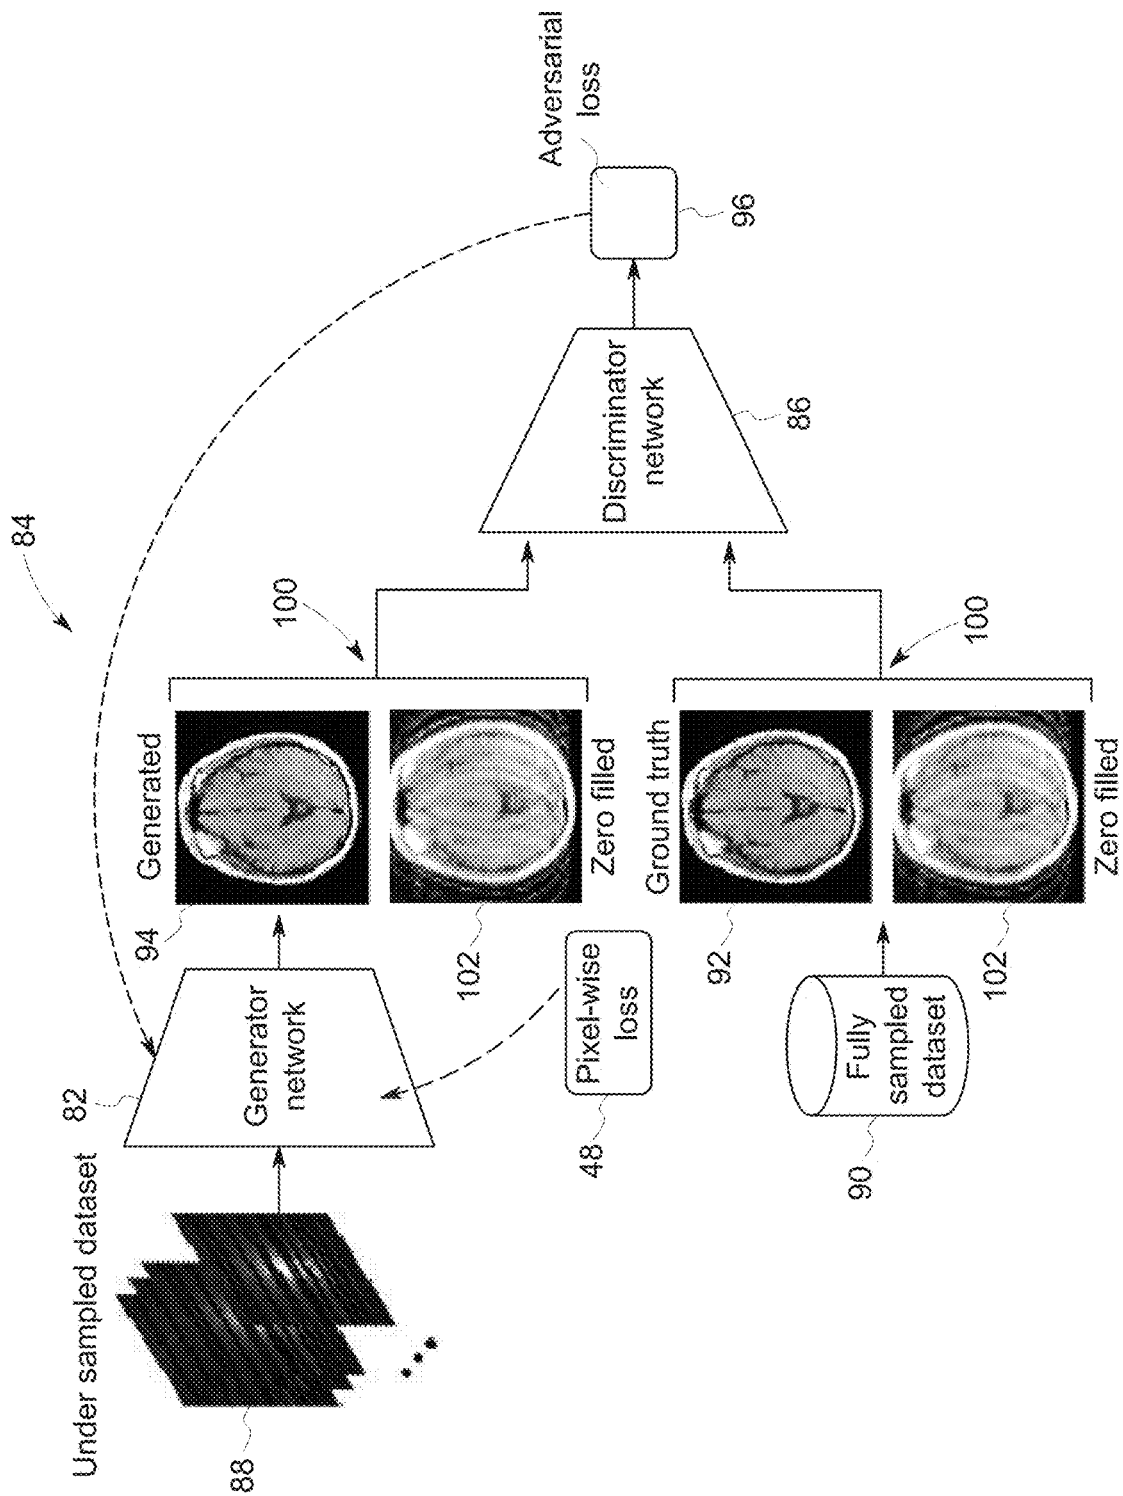 84
Under sampled dataset
88
82
Generator
network
94
Generated
100
102
Zero filled
48
Pixel-wise
loss
Discriminator
network
86
Adversarial
loss
96
90
Fully
sampled
dataset
92
Ground truth
100
102
Zero filled